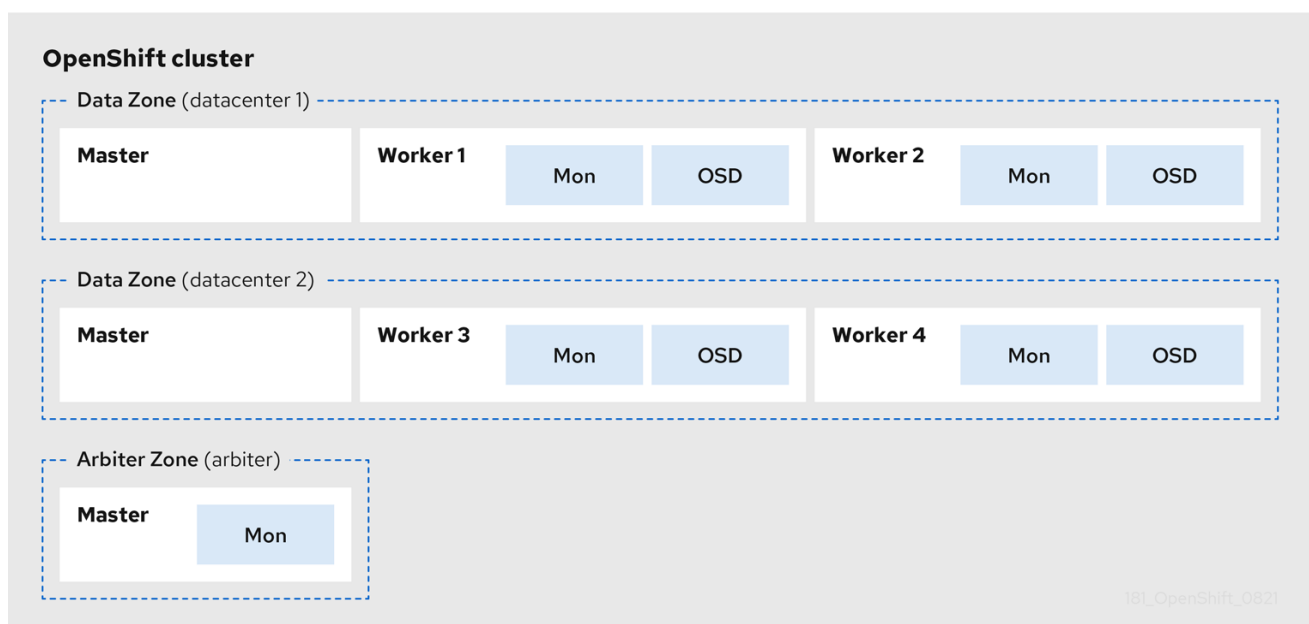 OpenShift cluster
Data Zone (datacenter 1)
Master
Worker 1
Mon
OSD
Worker 2
Mon
OSD
Data Zone (datacenter 2)
Master
Worker 3
Mon
OSD
Worker 4
Mon
OSD
Arbiter Zone (arbiter)
Master
Mon
181_OpenShift_0821